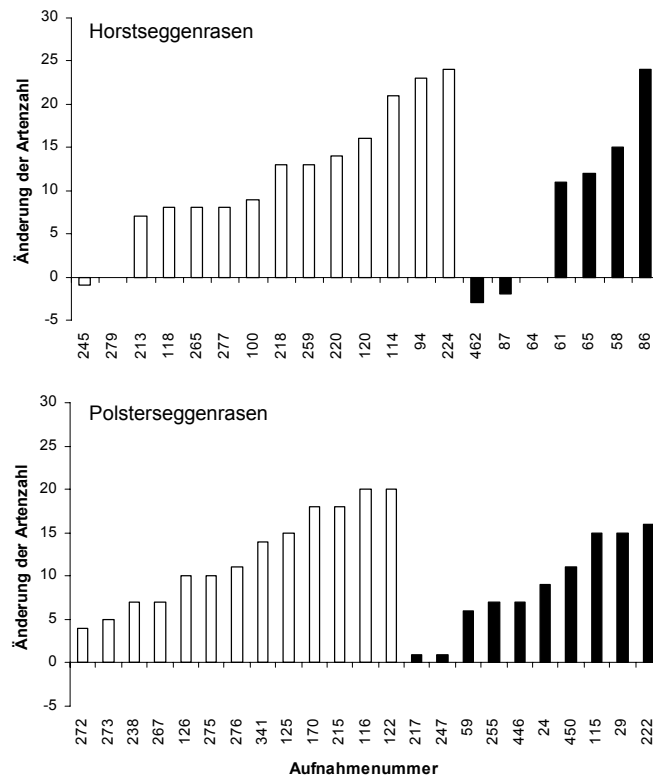 Horstseggenrasen
Änderung der Artenzahl
30
25
20
15
10
5
0
-5
245 279 213 118 265 277 100 218 259 220 120 114 94 224 462 87 64 61 65 58 86
Polsterseggenrasen
Änderung der Artenzahl
30
25
20
15
10
5
0
-5
272 273 238 267 126 275 276 341 125 170 215 116 122 217 247 59 255 446 24 450 115 29 222
Aufnahmenummer